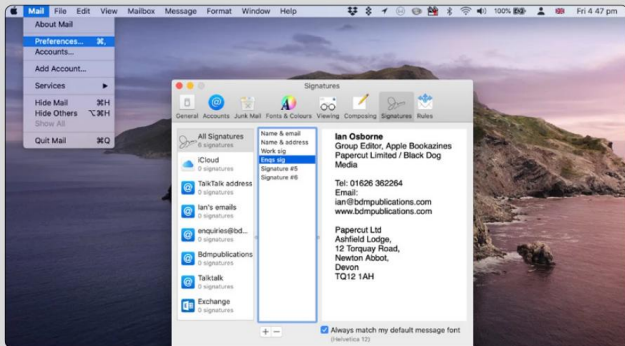 Mail File Edit View Mailbox Message Format Window Help 100% Fri 4 47 pm
About Mail
Preferences... ⌘,
Accounts...
Add Account...
Services
Hide Mail ⌘H
Hide Others ⌥⌘H
Show All
Quit Mail ⌘Q
Signatures
General Accounts Junk Mail Fonts & Colours Viewing Composing Signatures Rules
All Signatures
6 signatures
iCloud
0 signatures
TalkTalk address
0 signatures
Ian's emails
0 signatures
enquiries@bd...
0 signatures
Bdmpublications
0 signatures
Talktalk
0 signatures
Exchange
0 signatures
Name & email
Name & address
Work sig
Enqs sig
Signature #5
Signature #6
Ian Osborne
Group Editor, Apple Bookazines
Papercut Limited / Black Dog
Media
Tel: 01626 362264
Email:
ian@bdmpublications.com
www.bdmpublications.com
Papercut Ltd
Ashfield Lodge,
12 Torquay Road,
Newton Abbot,
Devon
TQ12 1AH
+ −
Always match my default message font
(Helvetica 12)